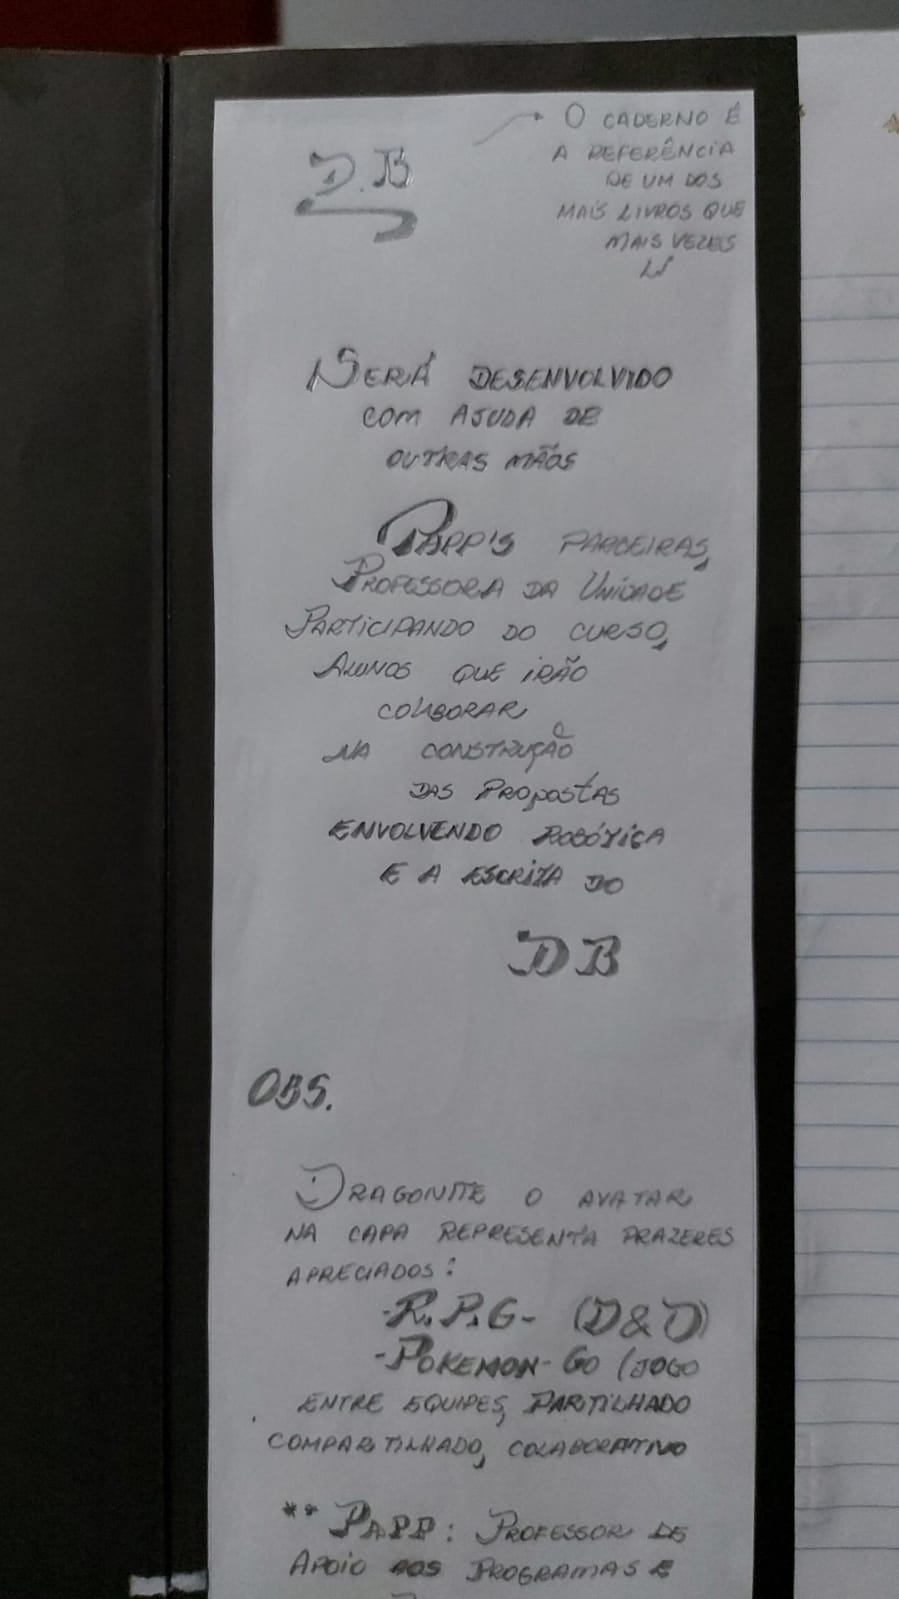 D.B
→ O CADERNO É
A REFERÊNCIA
DE UM DOS
MAIS LIVROS QUE
MAIS VEZES
LI
SERÁ DESENVOLVIDO
COM AJUDA DE
OUTRAS MÃOS
PAPP'S PARCEIRAS,
PROFESSORA DA UNIDADE
PARTICIPANDO DO CURSO,
ALUNOS QUE IRÃO
COLABORAR
NA CONSTRUÇÃO
DAS PROPOSTAS
ENVOLVENDO ROBÓTICA
E A ESCRITA DO
DB
OBS.
DRAGONITE O AVATAR
NA CAPA REPRESENTA PRAZERES
APRECIADOS:
-R.P.G- (D&D)
-POKEMON-GO (JOGO
ENTRE EQUIPES, PARTILHADO
COMPARTILHADO, COLABORATIVO
** PAPP: PROFESSOR DE
APOIO AOS PROGRAMAS E